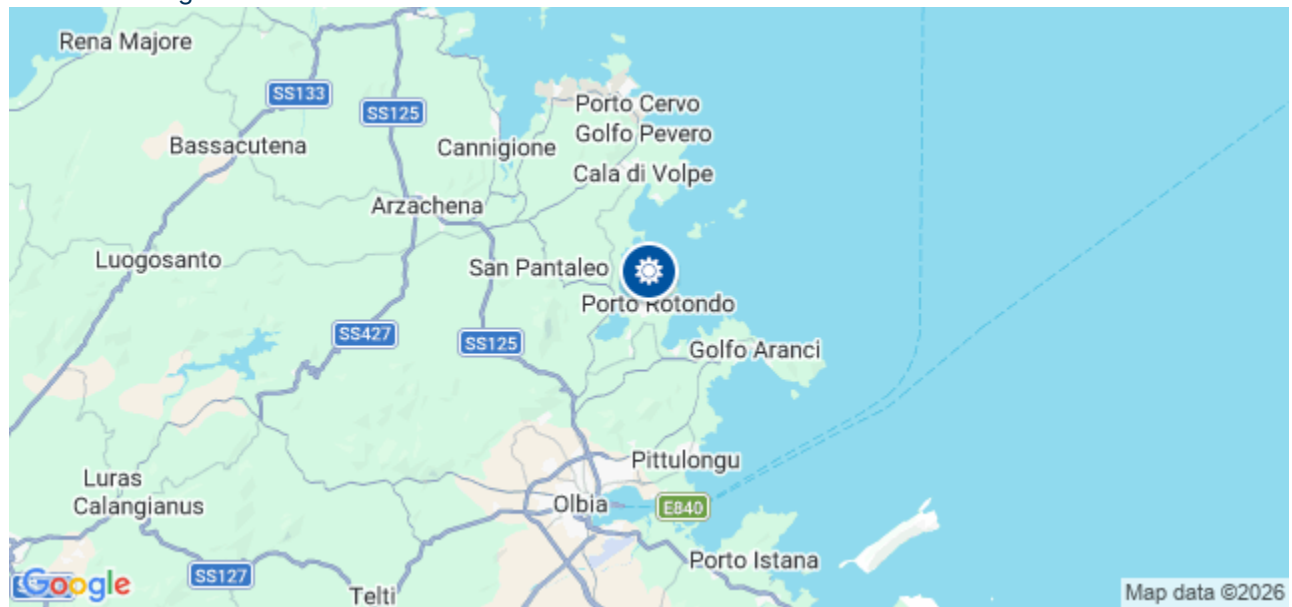 Rena Majore
SS133
SS125
Porto Cervo
Golfo Pevero
Bassacutena
Cannigione
Cala di Volpe
Arzachena
Luogosanto
San Pantaleo
Porto Rotondo
SS427
SS125
Golfo Aranci
Pittulongu
Luras
Calangianus
Olbia
E840
Porto Istana
SS127
Telti
Google
Map data ©2026